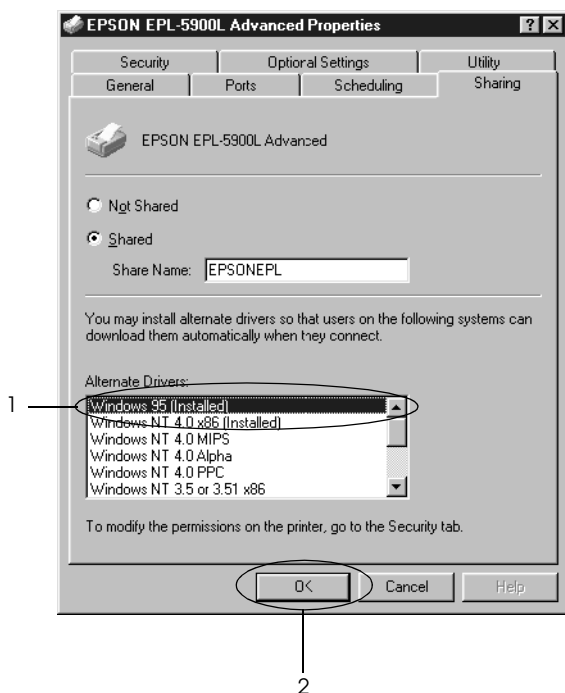 EPSON EPL-5900L Advanced Properties
Security Optional Settings Utility
General Ports Scheduling Sharing
EPSON EPL-5900L Advanced
Not Shared
Shared
Share Name: EPSONEPL
You may install alternate drivers so that users on the following systems can
download them automatically when they connect.
Alternate Drivers:
1
Windows 95 (Installed)
Windows NT 4.0 x86 (Installed)
Windows NT 4.0 MIPS
Windows NT 4.0 Alpha
Windows NT 4.0 PPC
Windows NT 3.5 or 3.51 x86
To modify the permissions on the printer, go to the Security tab.
OK Cancel Help
2